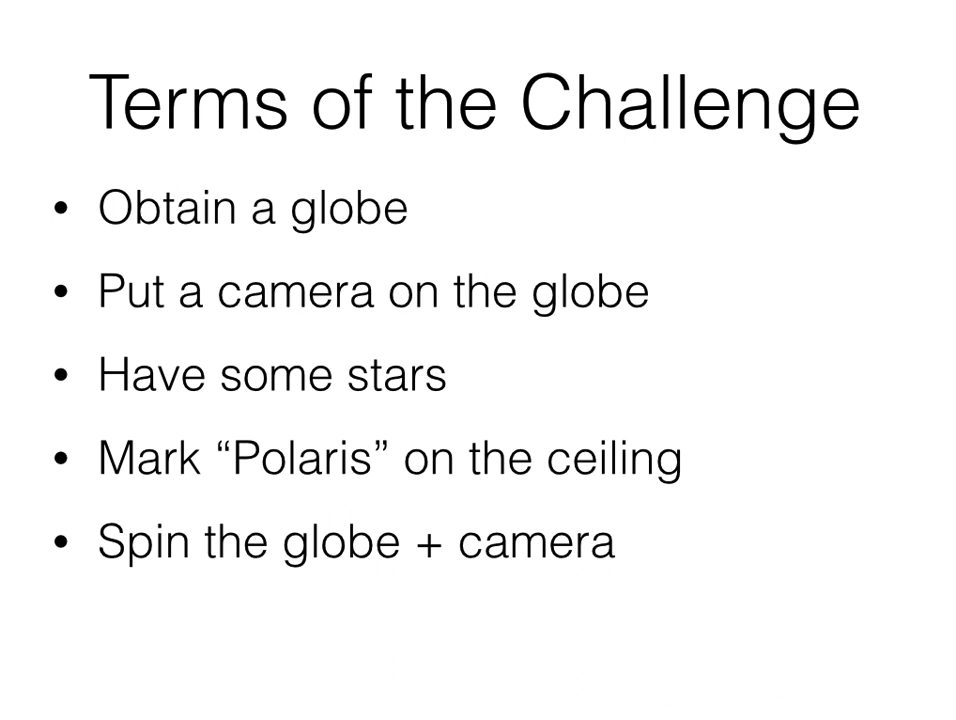 Terms of the Challenge
• Obtain a globe
• Put a camera on the globe
• Have some stars
• Mark “Polaris” on the ceiling
• Spin the globe + camera